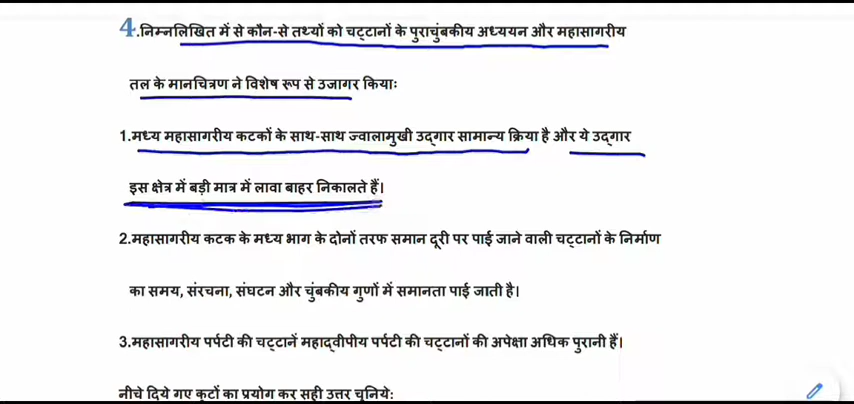 4.निम्नलिखित में से कौन-से तथ्यों को चट्टानों के पुराचुंबकीय अध्ययन और महासागरीय
तल के मानचित्रण ने विशेष रूप से उजागर कियाः
1.मध्य महासागरीय कटकों के साथ-साथ ज्वालामुखी उद्गार सामान्य क्रिया है और ये उद्गार
इस क्षेत्र में बड़ी मात्र में लावा बाहर निकालते हैं।
2.महासागरीय कटक के मध्य भाग के दोनों तरफ समान दूरी पर पाई जाने वाली चट्टानों के निर्माण
का समय, संरचना, संघटन और चुंबकीय गुणों में समानता पाई जाती है।
3.महासागरीय पर्पटी की चट्टानें महाद्वीपीय पर्पटी की चट्टानों की अपेक्षा अधिक पुरानी हैं।
नीचे दिये गए कूटों का प्रयोग कर सही उत्तर चुनियेः